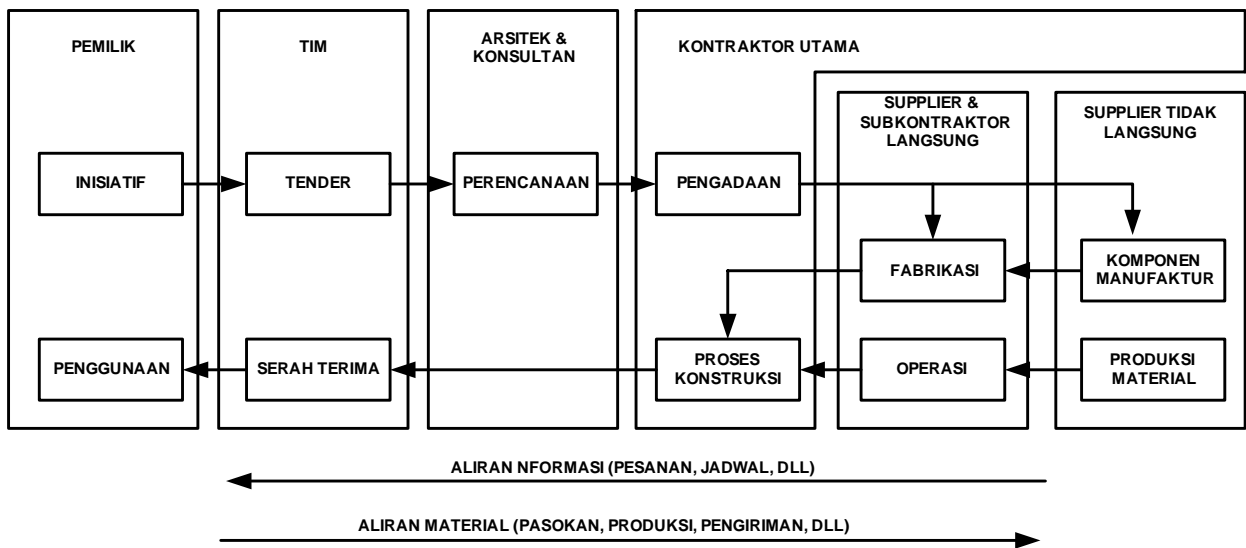 PEMILIK
TIM
ARSITEK &
KONSULTAN
KONTRAKTOR UTAMA
SUPPLIER &
SUBKONTRAKTOR
LANGSUNG
SUPPLIER TIDAK
LANGSUNG
INISIATIF
TENDER
PERENCANAAN
PENGADAAN
FABRIKASI
KOMPONEN
MANUFAKTUR
PENGGUNAAN
SERAH TERIMA
PROSES
KONSTRUKSI
OPERASI
PRODUKSI
MATERIAL
ALIRAN NFORMASI (PESANAN, JADWAL, DLL)
ALIRAN MATERIAL (PASOKAN, PRODUKSI, PENGIRIMAN, DLL)